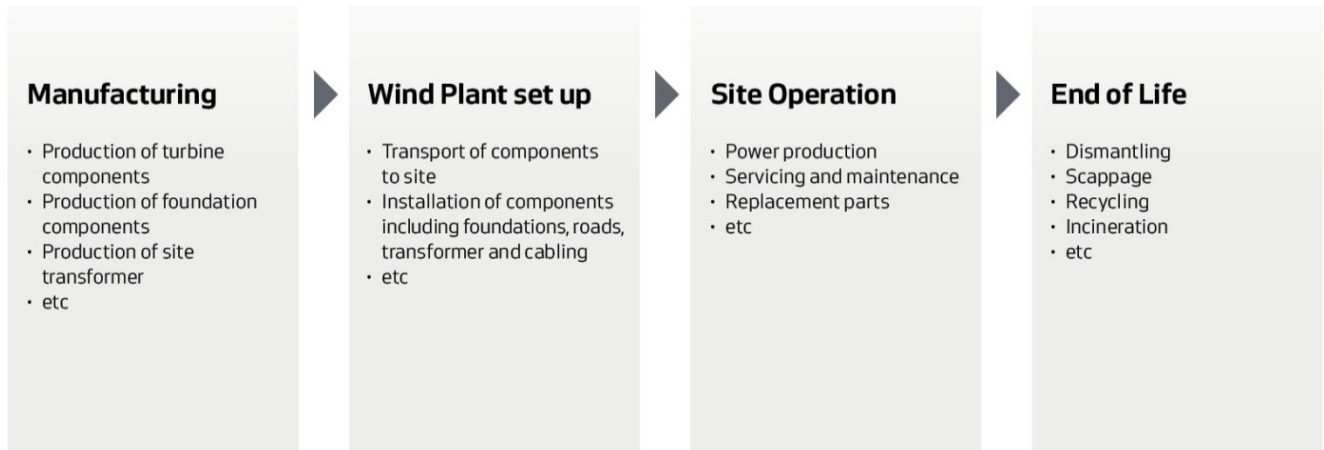 Manufacturing
• Production of turbine
components
• Production of foundation
components
• Production of site
transformer
• etc
Wind Plant set up
• Transport of components
to site
• Installation of components
including foundations, roads,
transformer and cabling
• etc
Site Operation
• Power production
• Servicing and maintenance
• Replacement parts
• etc
End of Life
• Dismantling
• Scappage
• Recycling
• Incineration
• etc